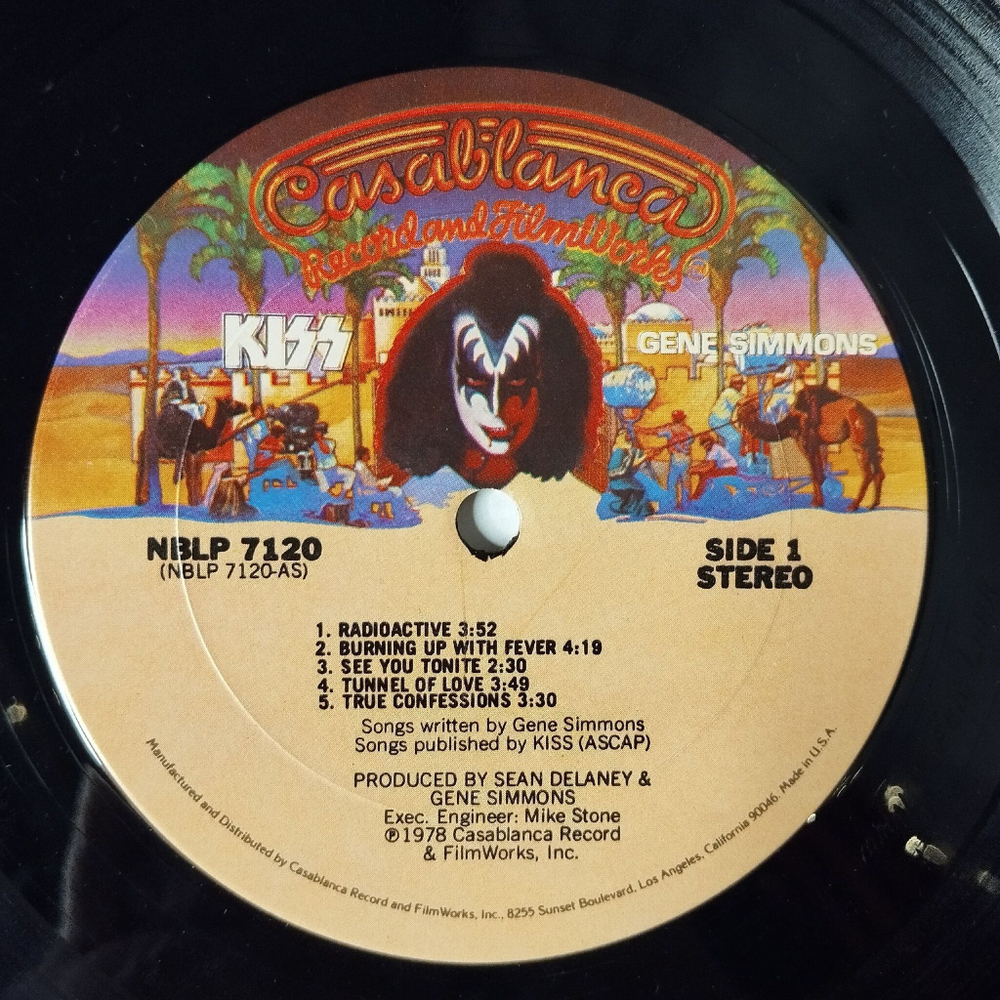 Casablanca
Record and FilmWorks
KISS
GENE SIMMONS
NBLP 7120
(NBLP 7120-AS)
SIDE 1
STEREO
1. RADIOACTIVE 3:52
2. BURNING UP WITH FEVER 4:19
3. SEE YOU TONITE 2:30
4. TUNNEL OF LOVE 3:49
5. TRUE CONFESSIONS 3:30
Songs written by Gene Simmons
Songs published by KISS (ASCAP)
PRODUCED BY SEAN DELANEY &
GENE SIMMONS
Exec. Engineer: Mike Stone
℗1978 Casablanca Record
& FilmWorks, Inc.
Manufactured and Distributed by Casablanca Record and FilmWorks, Inc., 8255 Sunset Boulevard, Los Angeles, California 90046. Made in U.S.A.